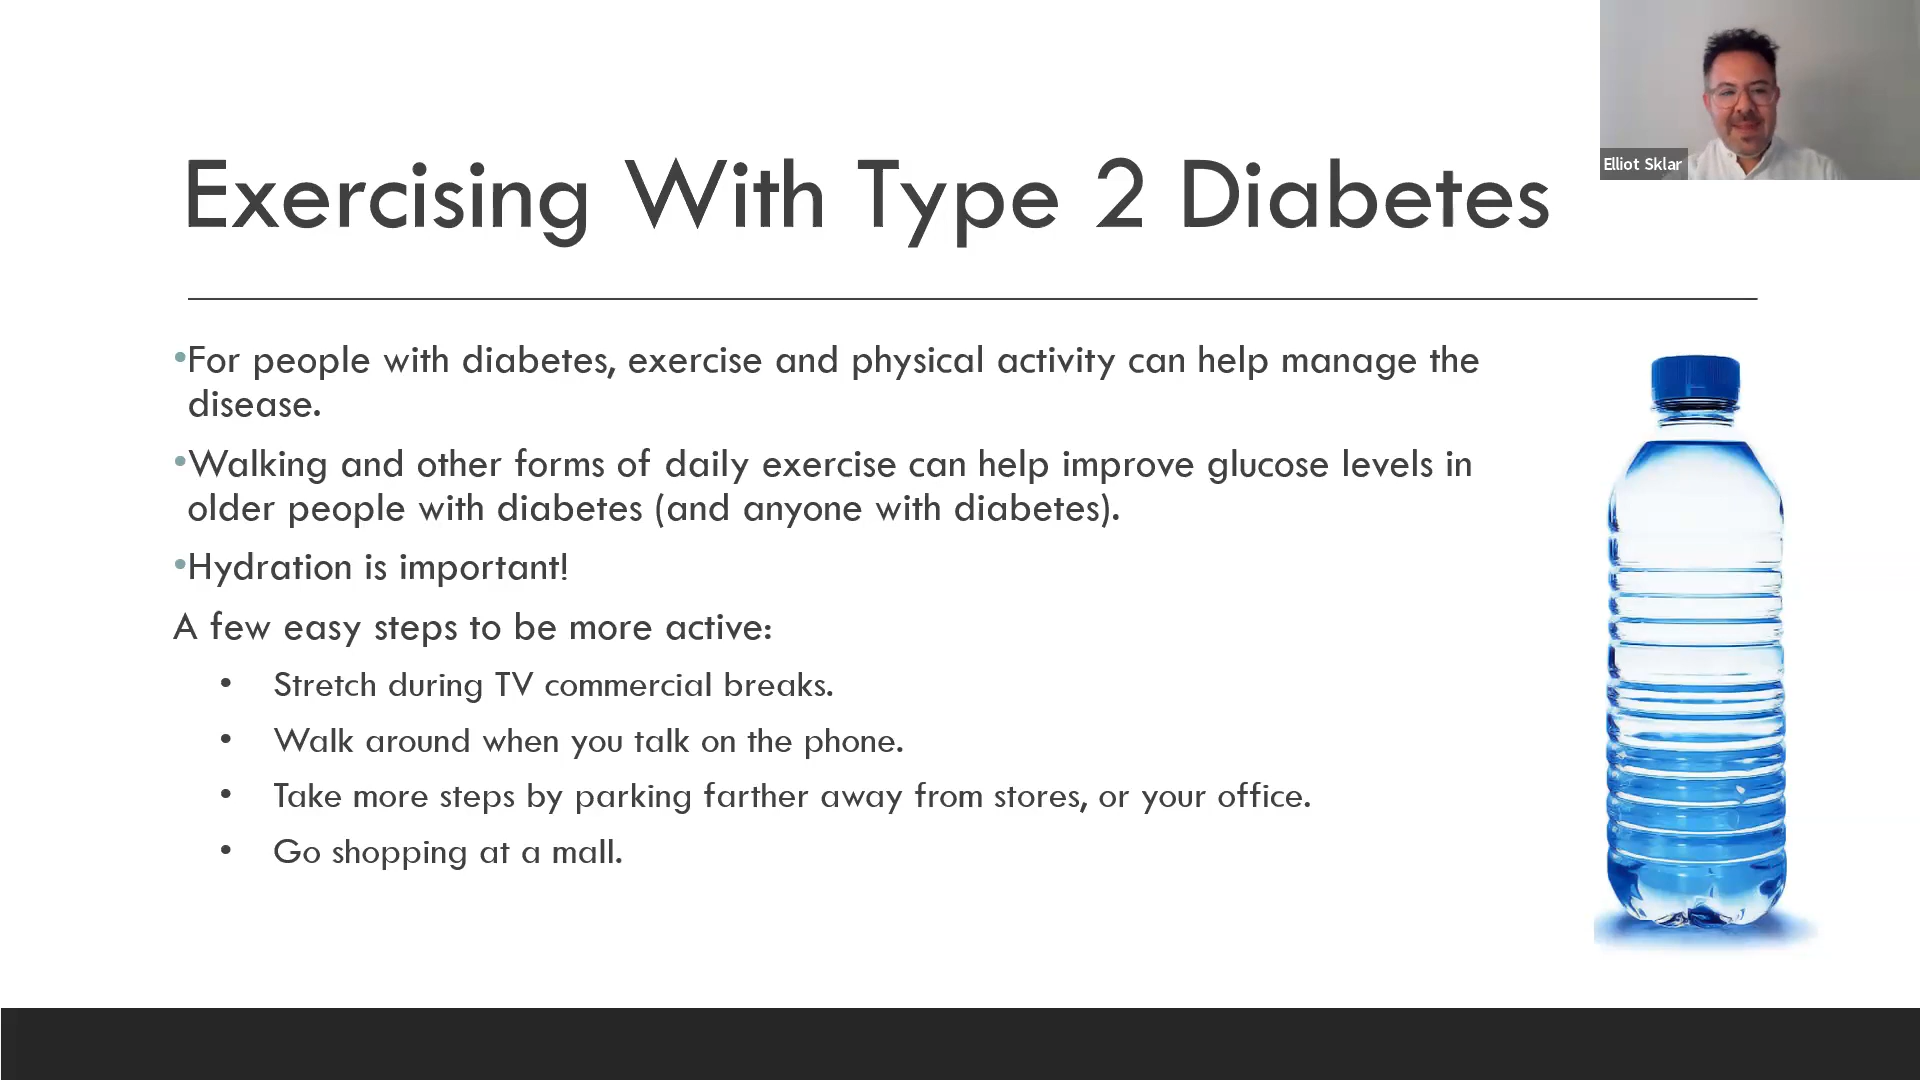 Elliot Sklar
Exercising With Type 2 Diabetes
•For people with diabetes, exercise and physical activity can help manage the
disease.
•Walking and other forms of daily exercise can help improve glucose levels in
older people with diabetes (and anyone with diabetes).
•Hydration is important!
A few easy steps to be more active:
• Stretch during TV commercial breaks.
• Walk around when you talk on the phone.
• Take more steps by parking farther away from stores, or your office.
• Go shopping at a mall.